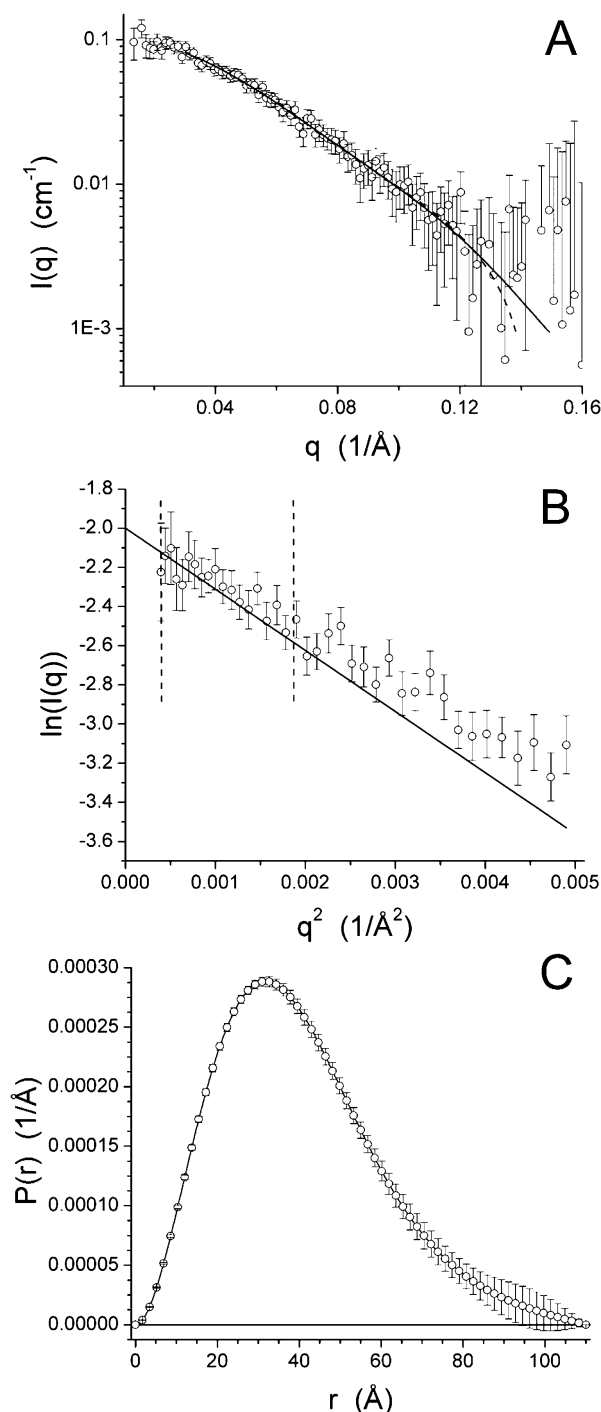 A
0.1
0.01
1E-3
I(q) (cm⁻¹)
0.04 0.08 0.12 0.16
q (1/Å)
B
-1.8
-2.0
-2.2
-2.4
-2.6
-2.8
-3.0
-3.2
-3.4
-3.6
ln(I(q))
0.000 0.001 0.002 0.003 0.004 0.005
q² (1/Å²)
C
0.00030
0.00025
0.00020
0.00015
0.00010
0.00005
0.00000
P(r) (1/Å)
0 20 40 60 80 100
r (Å)